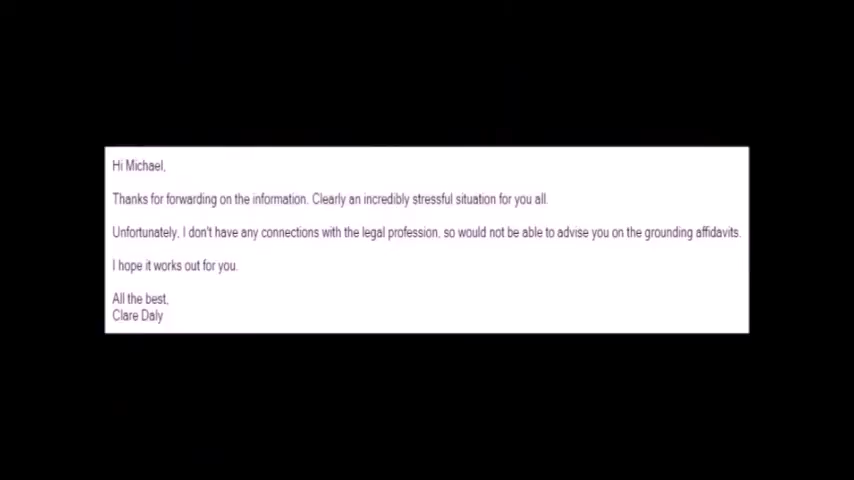 Hi Michael,
Thanks for forwarding on the information. Clearly an incredibly stressful situation for you all.
Unfortunately, I don't have any connections with the legal profession, so would not be able to advise you on the grounding affidavits.
I hope it works out for you.
All the best,
Clare Daly